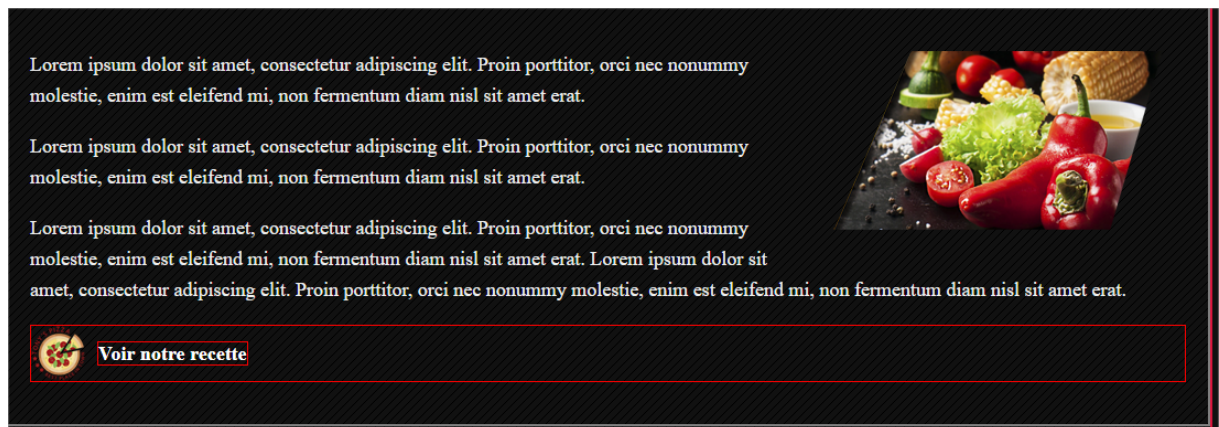 Lorem ipsum dolor sit amet, consectetur adipiscing elit. Proin porttitor, orci nec nonummy
molestie, enim est eleifend mi, non fermentum diam nisl sit amet erat.
Lorem ipsum dolor sit amet, consectetur adipiscing elit. Proin porttitor, orci nec nonummy
molestie, enim est eleifend mi, non fermentum diam nisl sit amet erat.
Lorem ipsum dolor sit amet, consectetur adipiscing elit. Proin porttitor, orci nec nonummy
molestie, enim est eleifend mi, non fermentum diam nisl sit amet erat. Lorem ipsum dolor sit
amet, consectetur adipiscing elit. Proin porttitor, orci nec nonummy molestie, enim est eleifend mi, non fermentum diam nisl sit amet erat.
Voir notre recette